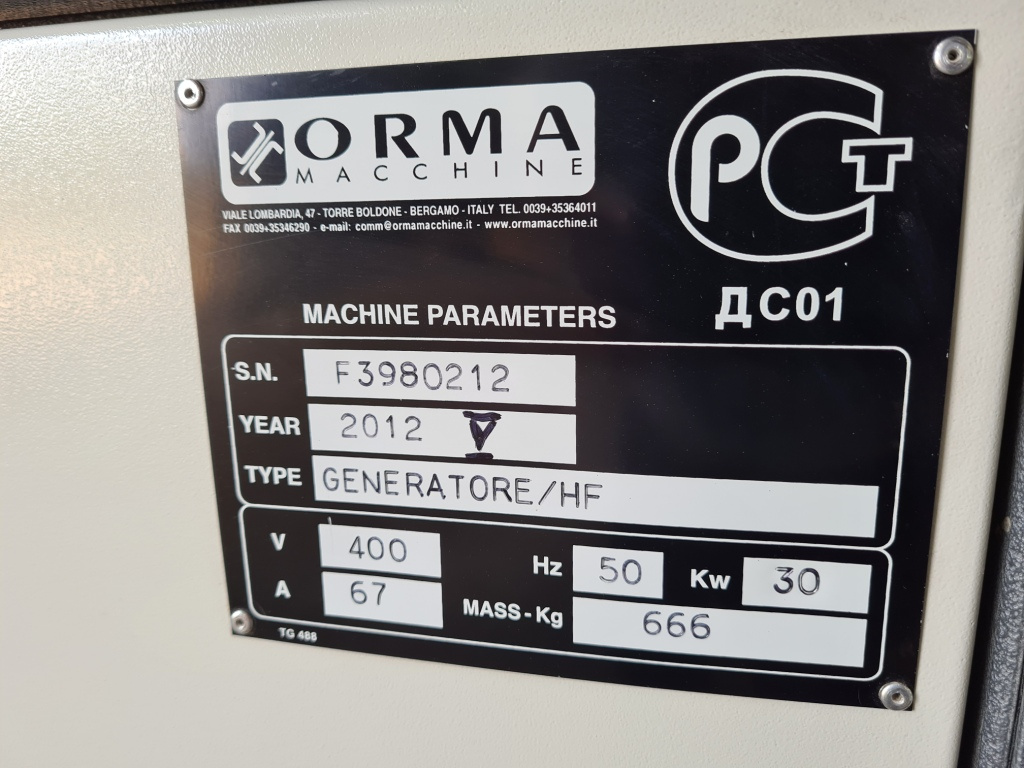 ORMA
MACCHINE
VIALE LOMBARDIA, 47 - TORRE BOLDONE - BERGAMO - ITALY TEL. 0039+35364011
FAX 0039+35346290 - e-mail: comm@ormamacchine.it - www.ormamacchine.it
РСТ
ДС01
MACHINE PARAMETERS
S.N. F3980212
YEAR 2012
TYPE GENERATORE/HF
V 400 Hz 50 Kw 30
A 67 MASS-Kg 666
TG 488